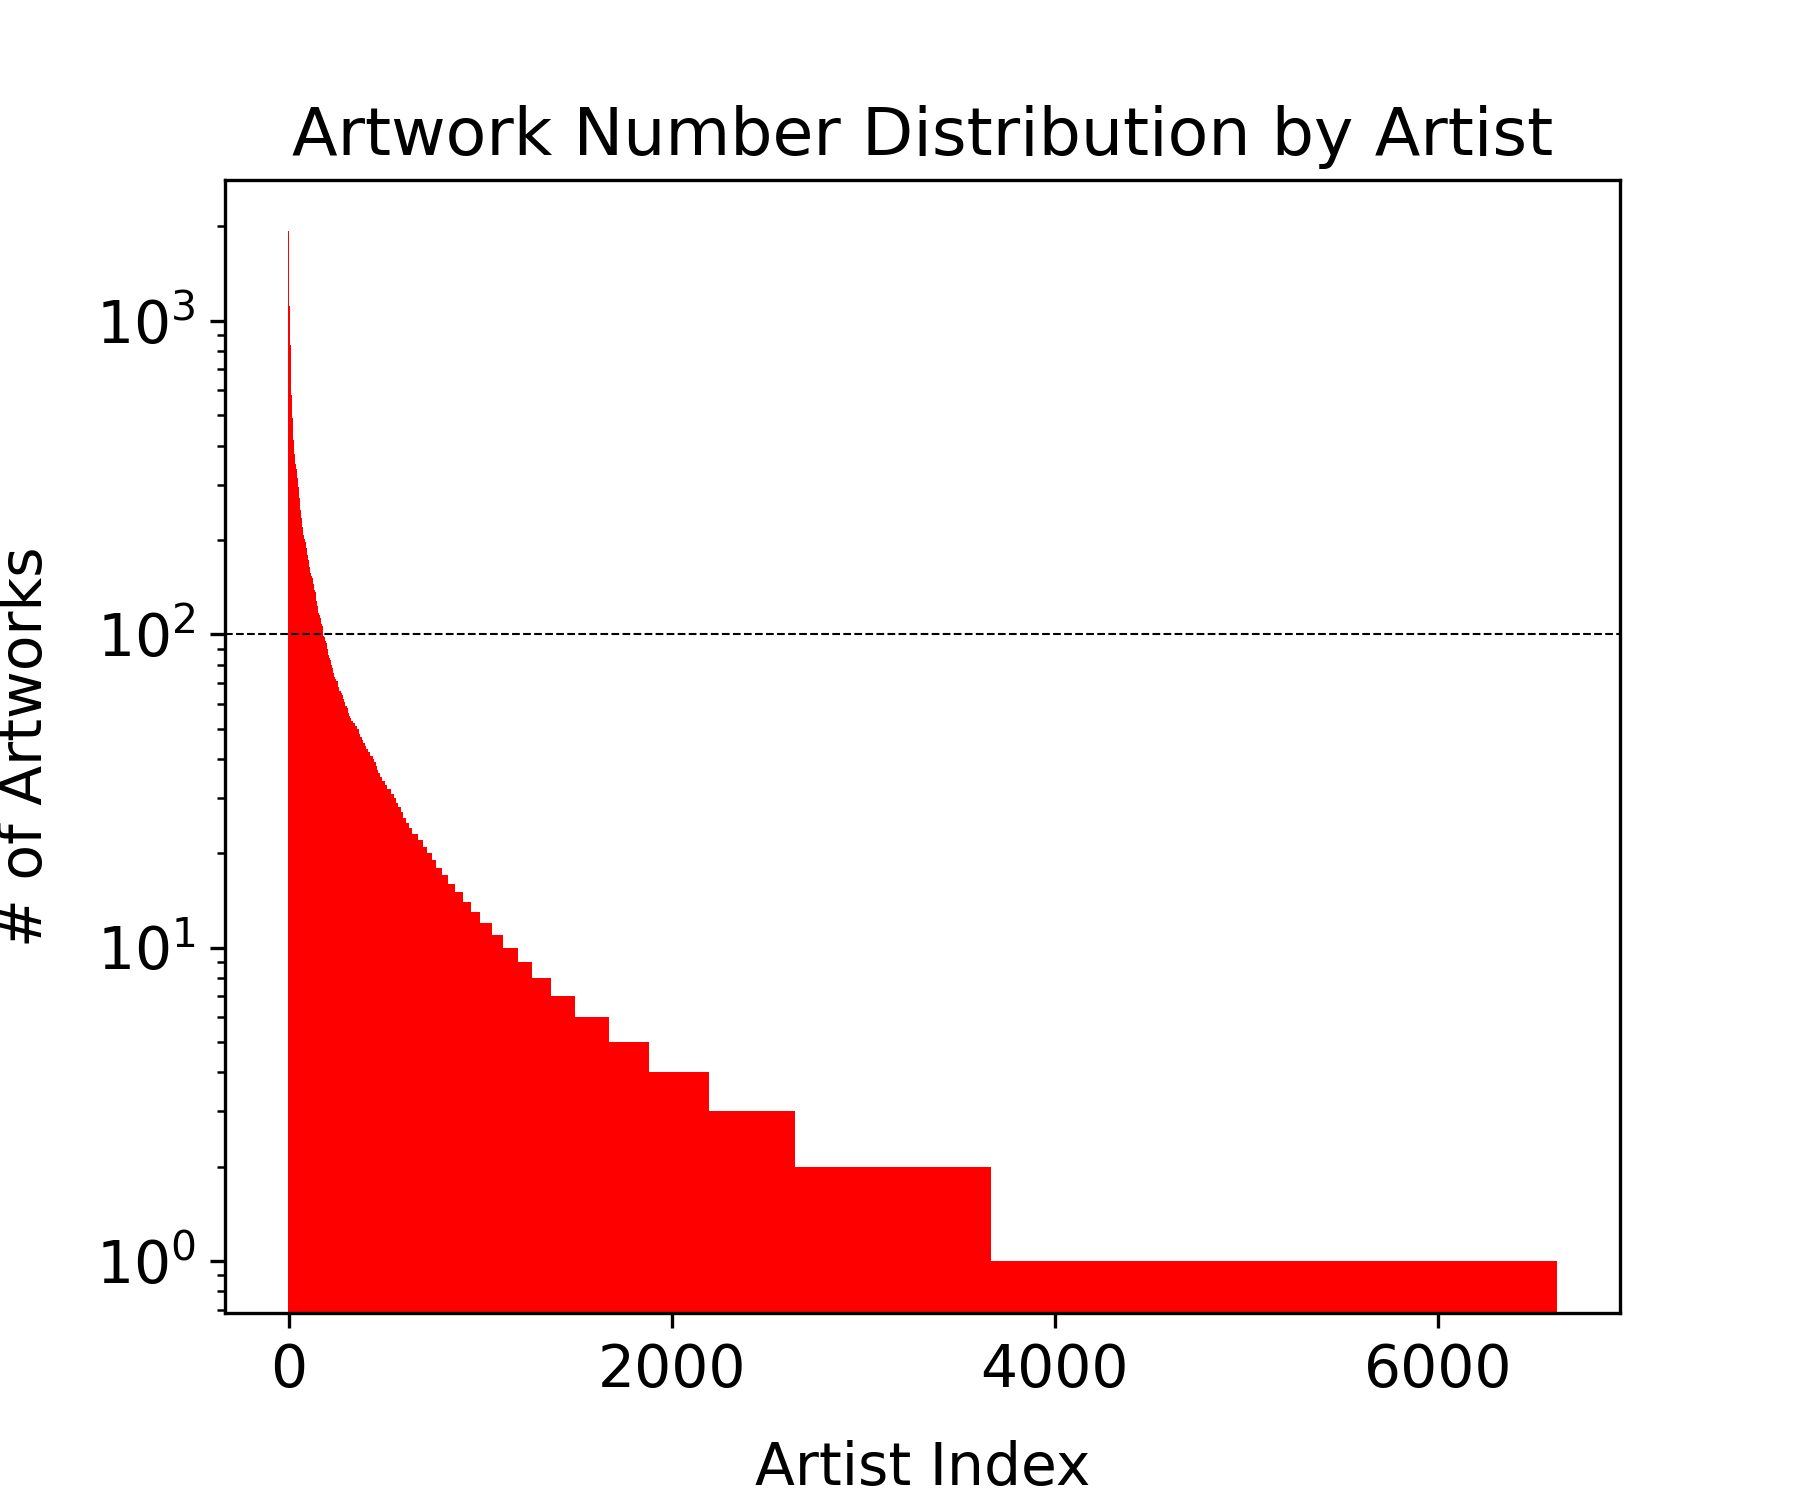 Artwork Number Distribution by Artist
# of Artworks
10³
10²
10¹
10⁰
0 2000 4000 6000
Artist Index